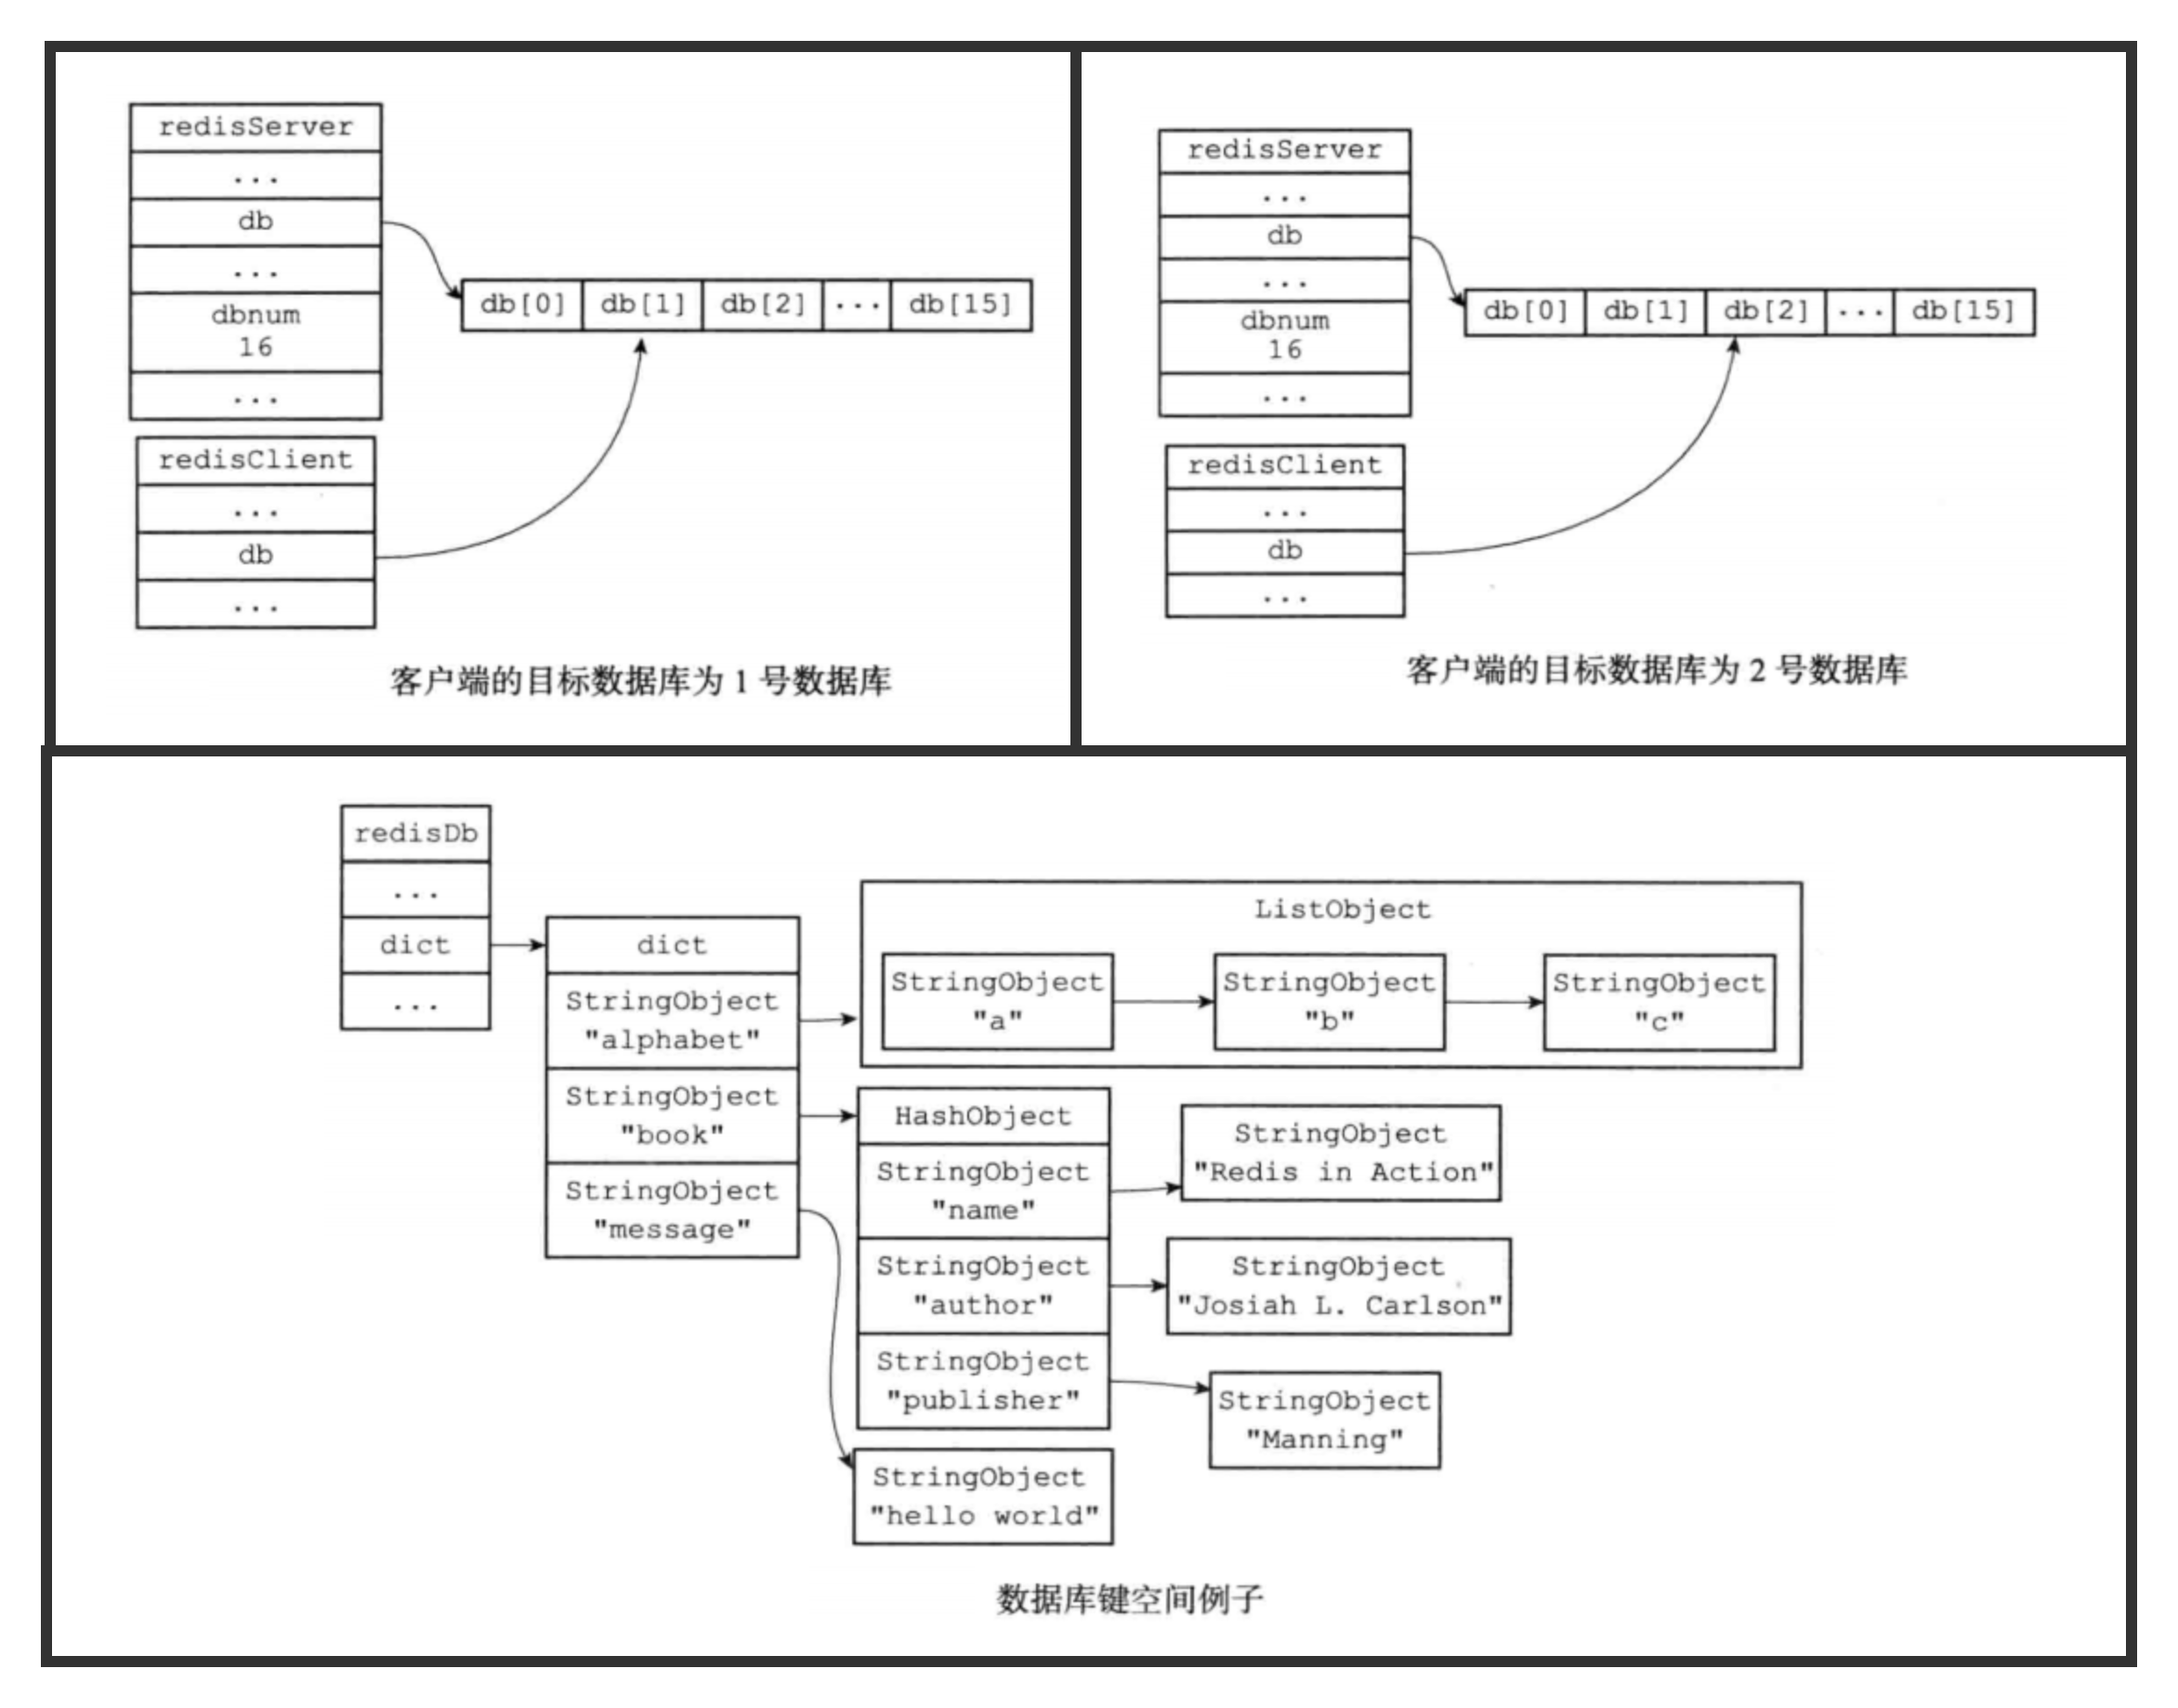 redisServer
...
db
...
dbnum
16
...
db[0] db[1] db[2] ... db[15]
redisClient
...
db
...
客户端的目标数据库为 1 号数据库
redisServer
...
db
...
dbnum
16
...
db[0] db[1] db[2] ... db[15]
redisClient
...
db
...
客户端的目标数据库为 2 号数据库
redisDb
...
dict
...
dict
StringObject
"alphabet"
StringObject
"book"
StringObject
"message"
ListObject
StringObject
"a"
StringObject
"b"
StringObject
"c"
HashObject
StringObject
"name"
StringObject
"author"
StringObject
"publisher"
StringObject
"Redis in Action"
StringObject
"Josiah L. Carlson"
StringObject
"Manning"
StringObject
"hello world"
数据库键空间例子